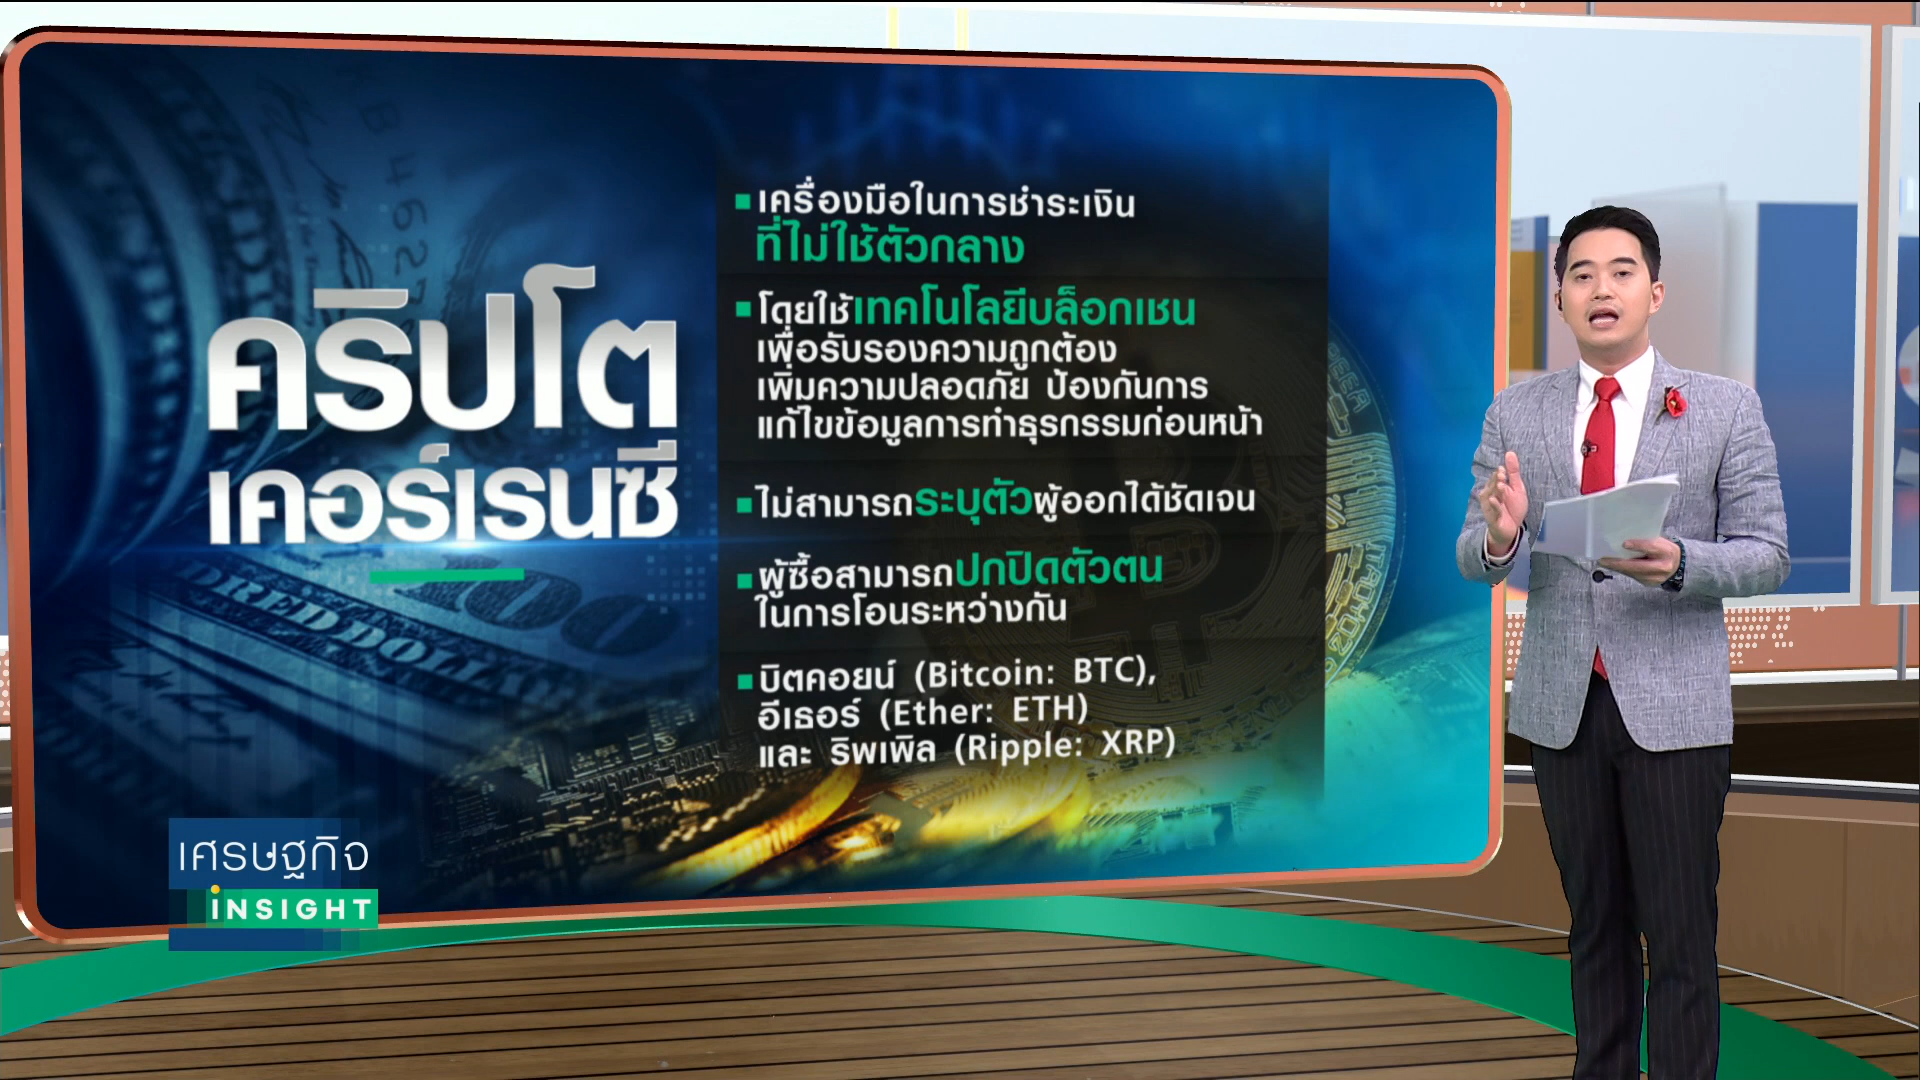 คริปโต
เคอร์เรนซี
เครื่องมือในการชำระเงิน
ที่ไม่ใช้ตัวกลาง
โดยใช้เทคโนโลยีบล็อกเชน
เพื่อรับรองความถูกต้อง
เพิ่มความปลอดภัย ป้องกันการ
แก้ไขข้อมูลการทำธุรกรรมก่อนหน้า
ไม่สามารถระบุตัวผู้ออกได้ชัดเจน
ผู้ซื้อสามารถปกปิดตัวตน
ในการโอนระหว่างกัน
บิตคอยน์ (Bitcoin: BTC),
อีเธอร์ (Ether: ETH)
และ ริพเพิล (Ripple: XRP)
เศรษฐกิจ
iNSIGHT